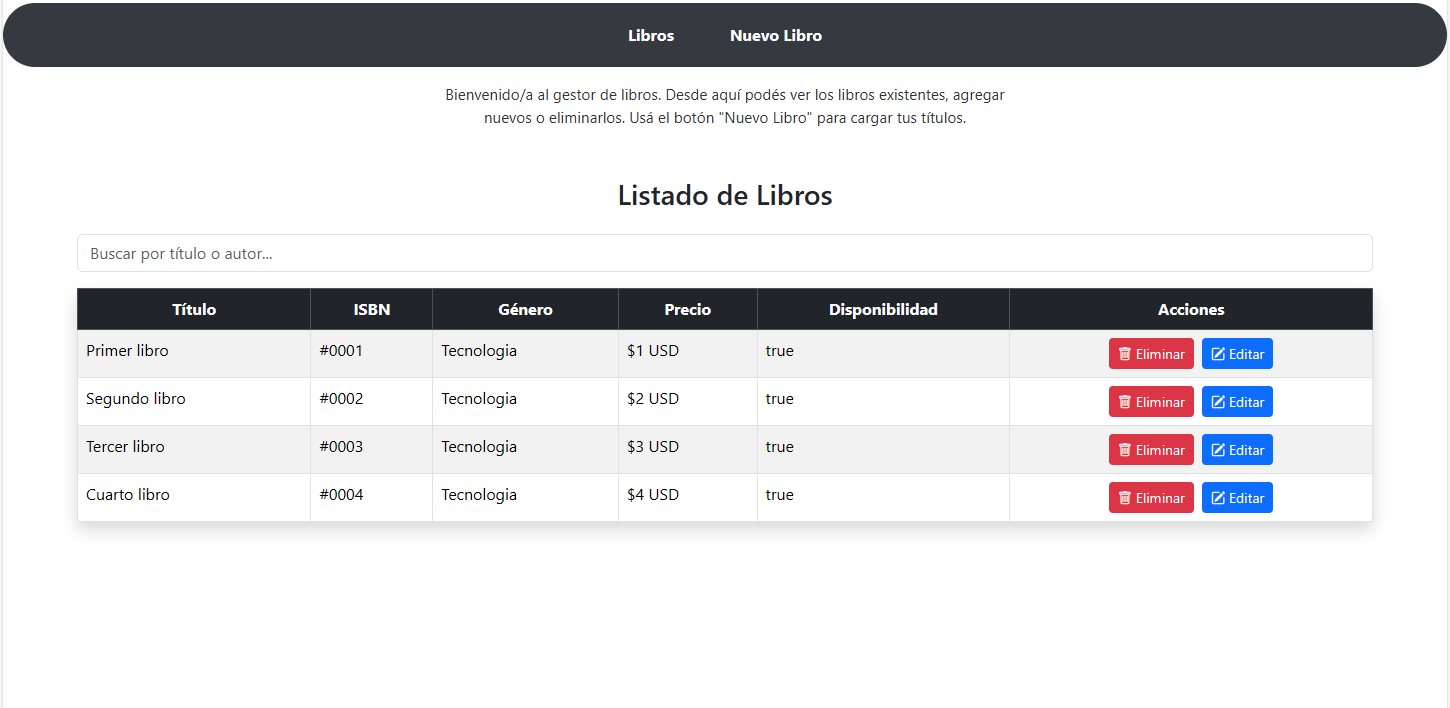 Libros Nuevo Libro
Bienvenido/a al gestor de libros. Desde aquí podés ver los libros existentes, agregar
nuevos o eliminarlos. Usá el botón "Nuevo Libro" para cargar tus títulos.
Listado de Libros
Buscar por título o autor...
Título ISBN Género Precio Disponibilidad Acciones
Primer libro #0001 Tecnologia $1 USD true Eliminar Editar
Segundo libro #0002 Tecnologia $2 USD true Eliminar Editar
Tercer libro #0003 Tecnologia $3 USD true Eliminar Editar
Cuarto libro #0004 Tecnologia $4 USD true Eliminar Editar